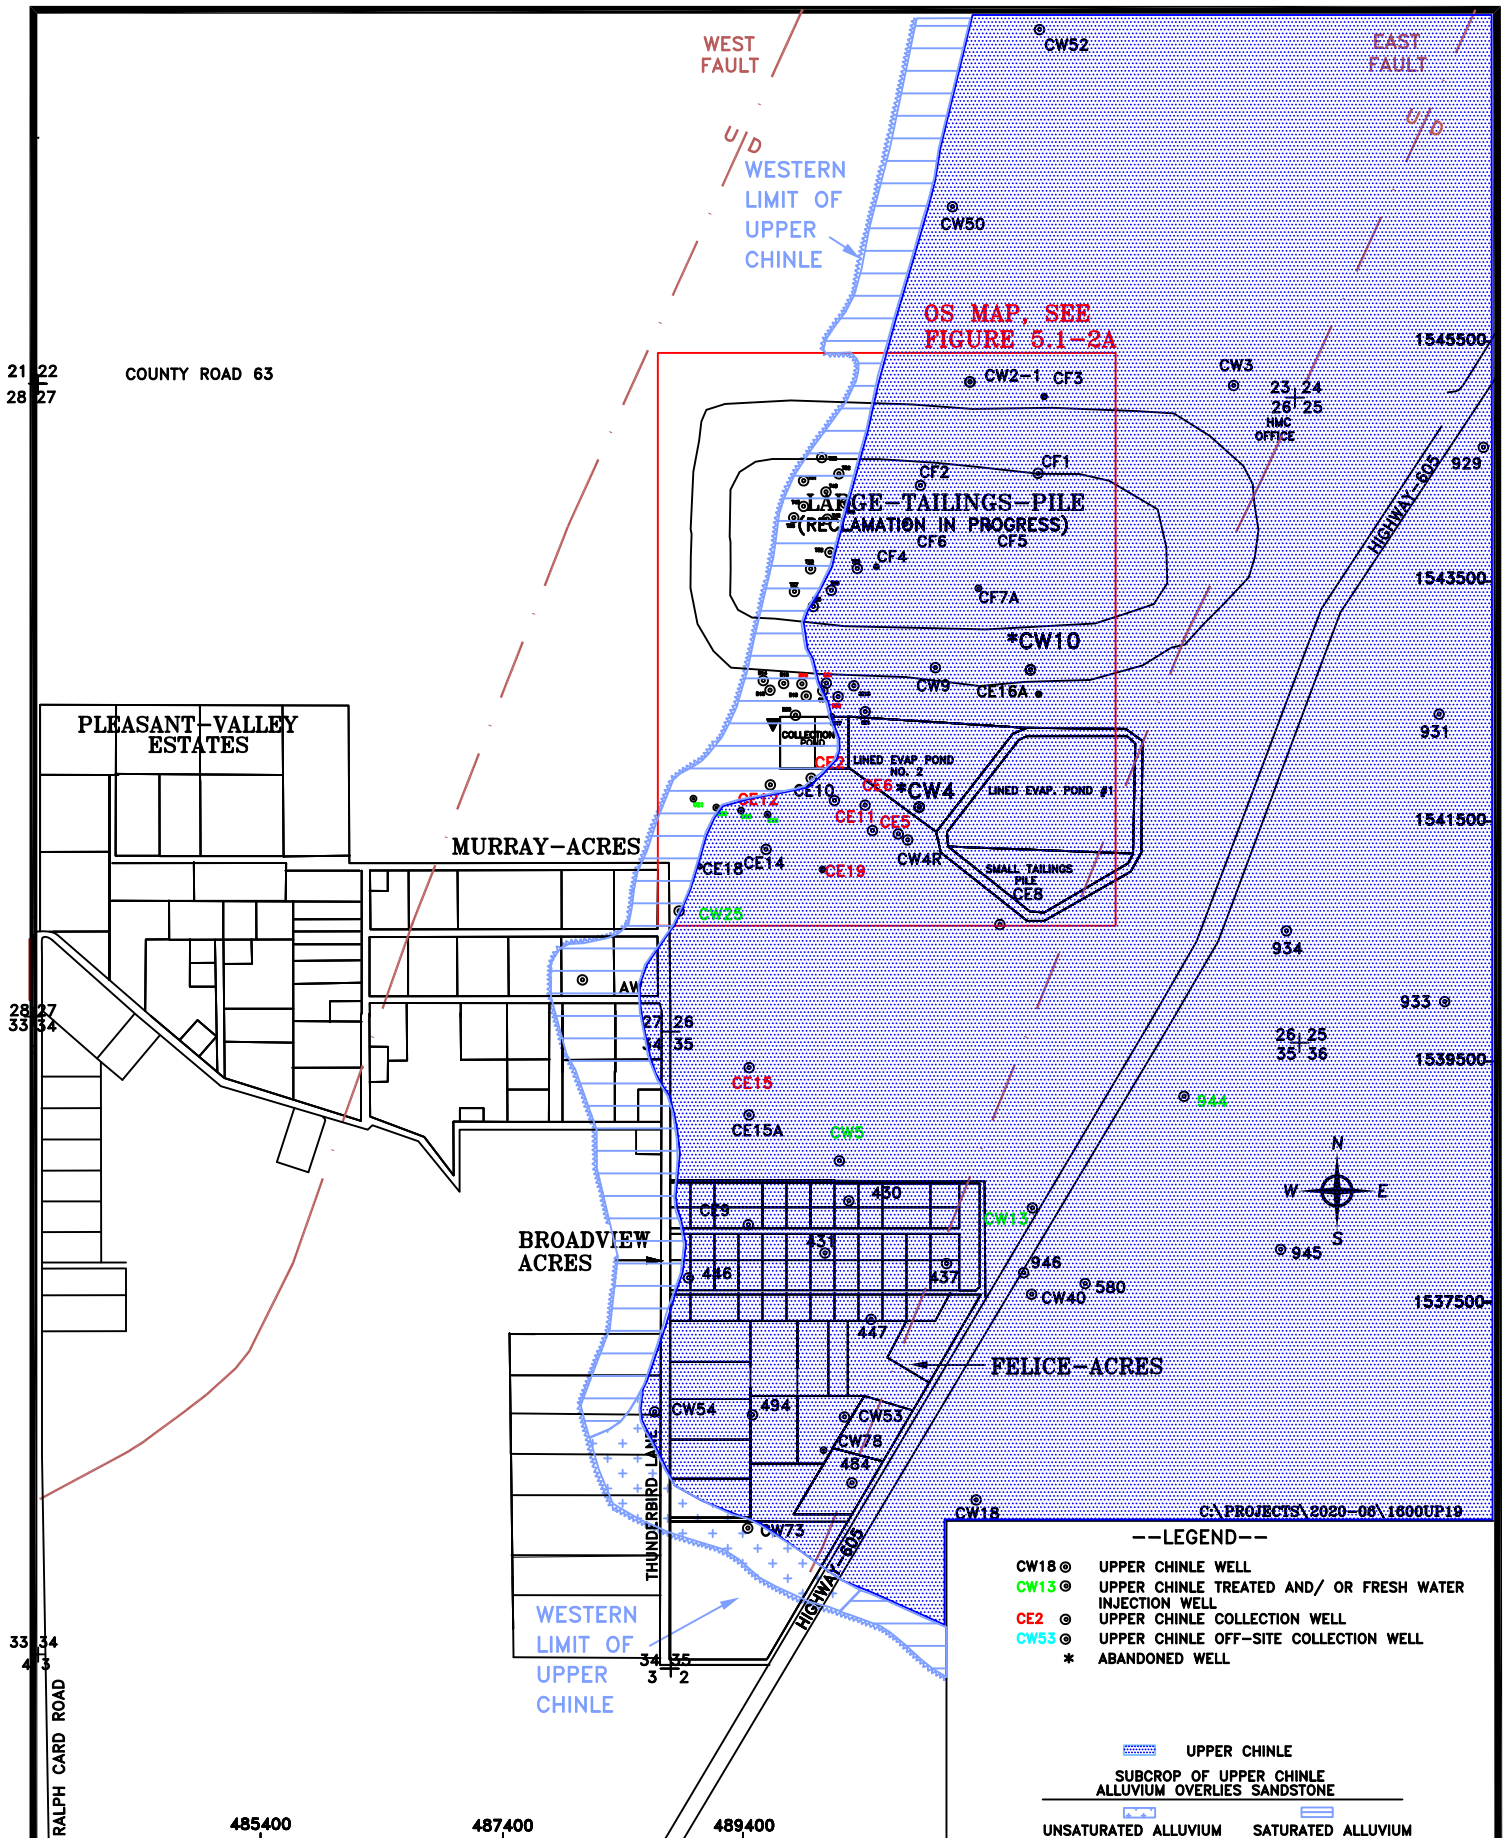 CW52
WEST
FAULT
EAST
FAULT
U/D
U/D
WESTERN
LIMIT OF
UPPER
CHINLE
CW50
OS MAP, SEE
FIGURE 5.1-2A
1545500
21 22
28 27
COUNTY ROAD 63
CW2-1
CF3
CW3
23 24
26 25
HMC
OFFICE
929
CF2
CF1
LARGE-TAILINGS-PILE
(RECLAMATION IN PROGRESS)
HIGHWAY-605
CF6
CF5
CF4
CF7A
1543500
*CW10
CW9
CE16A
PLEASANT-VALLEY
ESTATES
COLLECTION
POND
931
CE2
LINED EVAP POND
NO. 2
CE10
CE6
*CW4
LINED EVAP. POND #1
CE12
CE11
CE5
1541500
MURRAY-ACRES
CW4R
CE18
CE14
CE19
SMALL TAILINGS
PILE
CE8
CW25
934
AW
933
28 27
33 34
27 26
34 35
26 25
35 36
1539500
CE15
944
CE15A
CW5
N
W E
S
430
CE9
CW13
BROADVIEW
ACRES
431
945
446
437
946
580
CW40
1537500
447
FELICE-ACRES
CW54
494
CW53
CW78
484
THUNDERBIRD LANE
CW18
C:\PROJECTS\2020-06\1600UP19
CW73
HIGHWAY-605
--LEGEND--
CW18 UPPER CHINLE WELL
CW13 UPPER CHINLE TREATED AND/ OR FRESH WATER
INJECTION WELL
CE2 UPPER CHINLE COLLECTION WELL
CW53 UPPER CHINLE OFF-SITE COLLECTION WELL
* ABANDONED WELL
WESTERN
LIMIT OF
UPPER
CHINLE
33 34
4 3
34 35
3 2
RALPH CARD ROAD
UPPER CHINLE
SUBCROP OF UPPER CHINLE
ALLUVIUM OVERLIES SANDSTONE
UNSATURATED ALLUVIUM SATURATED ALLUVIUM
485400
487400
489400